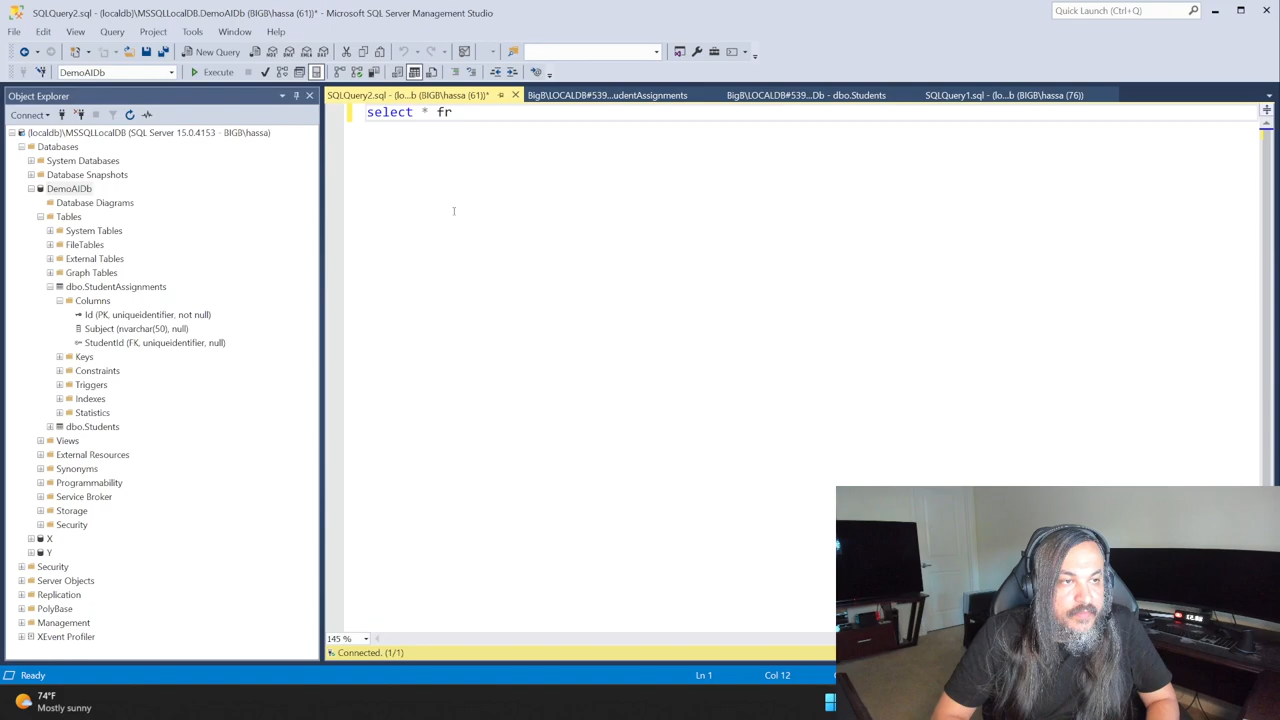 SQLQuery2.sql - (localdb)\MSSQLLocalDB.DemoAIDb (BIGB\hassa (61))* - Microsoft SQL Server Management Studio
Quick Launch (Ctrl+Q)
File Edit View Query Project Tools Window Help
New Query
DemoAIDb
Execute
Object Explorer
SQLQuery2.sql - (lo...b (BIGB\hassa (61))*
BigB\LOCALDB#539...udentAssignments
BigB\LOCALDB#539...Db - dbo.Students
SQLQuery1.sql - (lo...b (BIGB\hassa (76))
Connect
select * fr
(localdb)\MSSQLLocalDB (SQL Server 15.0.4153 - BIGB\hassa)
Databases
System Databases
Database Snapshots
DemoAIDb
Database Diagrams
Tables
System Tables
FileTables
External Tables
Graph Tables
dbo.StudentAssignments
Columns
Id (PK, uniqueidentifier, not null)
Subject (nvarchar(50), null)
StudentId (FK, uniqueidentifier, null)
Keys
Constraints
Triggers
Indexes
Statistics
dbo.Students
Views
External Resources
Synonyms
Programmability
Service Broker
Storage
Security
X
Y
Security
Server Objects
Replication
PolyBase
Management
XEvent Profiler
145 %
Connected. (1/1)
Ready
Ln 1
Col 12
74°F
Mostly sunny